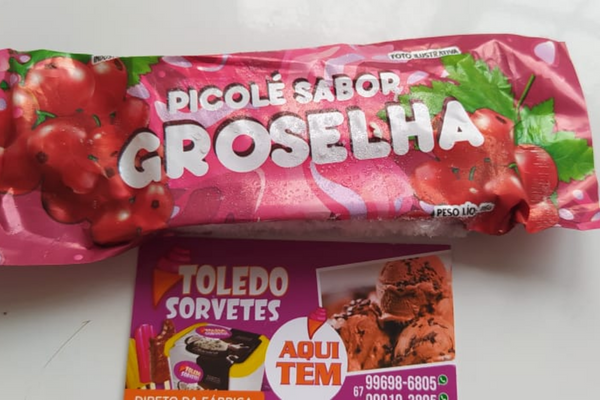 FOTO ILUSTRATIVA
PICOLÉ SABOR
GROSELHA
PESO LÍQ.
TOLEDO
SORVETES
AQUI
TEM
67 99698-6805
DIRETO DA FÁBRICA